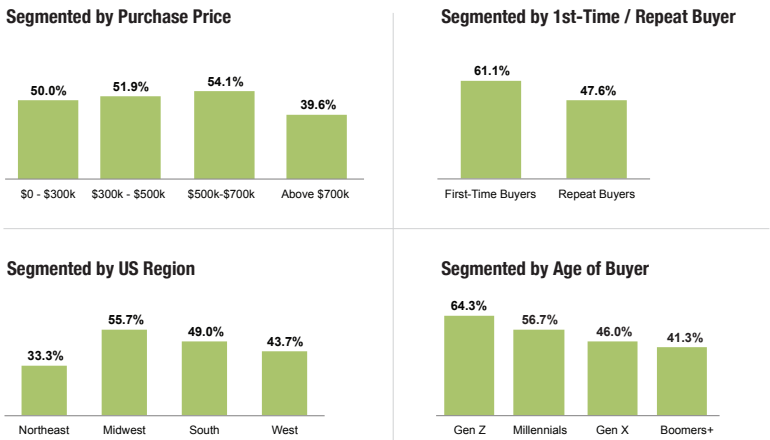 Segmented by Purchase Price
50.0% 51.9% 54.1% 39.6%
$0 - $300k $300k - $500k $500k-$700k Above $700k
Segmented by 1st-Time / Repeat Buyer
61.1% 47.6%
First-Time Buyers Repeat Buyers
Segmented by US Region
33.3% 55.7% 49.0% 43.7%
Northeast Midwest South West
Segmented by Age of Buyer
64.3% 56.7% 46.0% 41.3%
Gen Z Millennials Gen X Boomers+